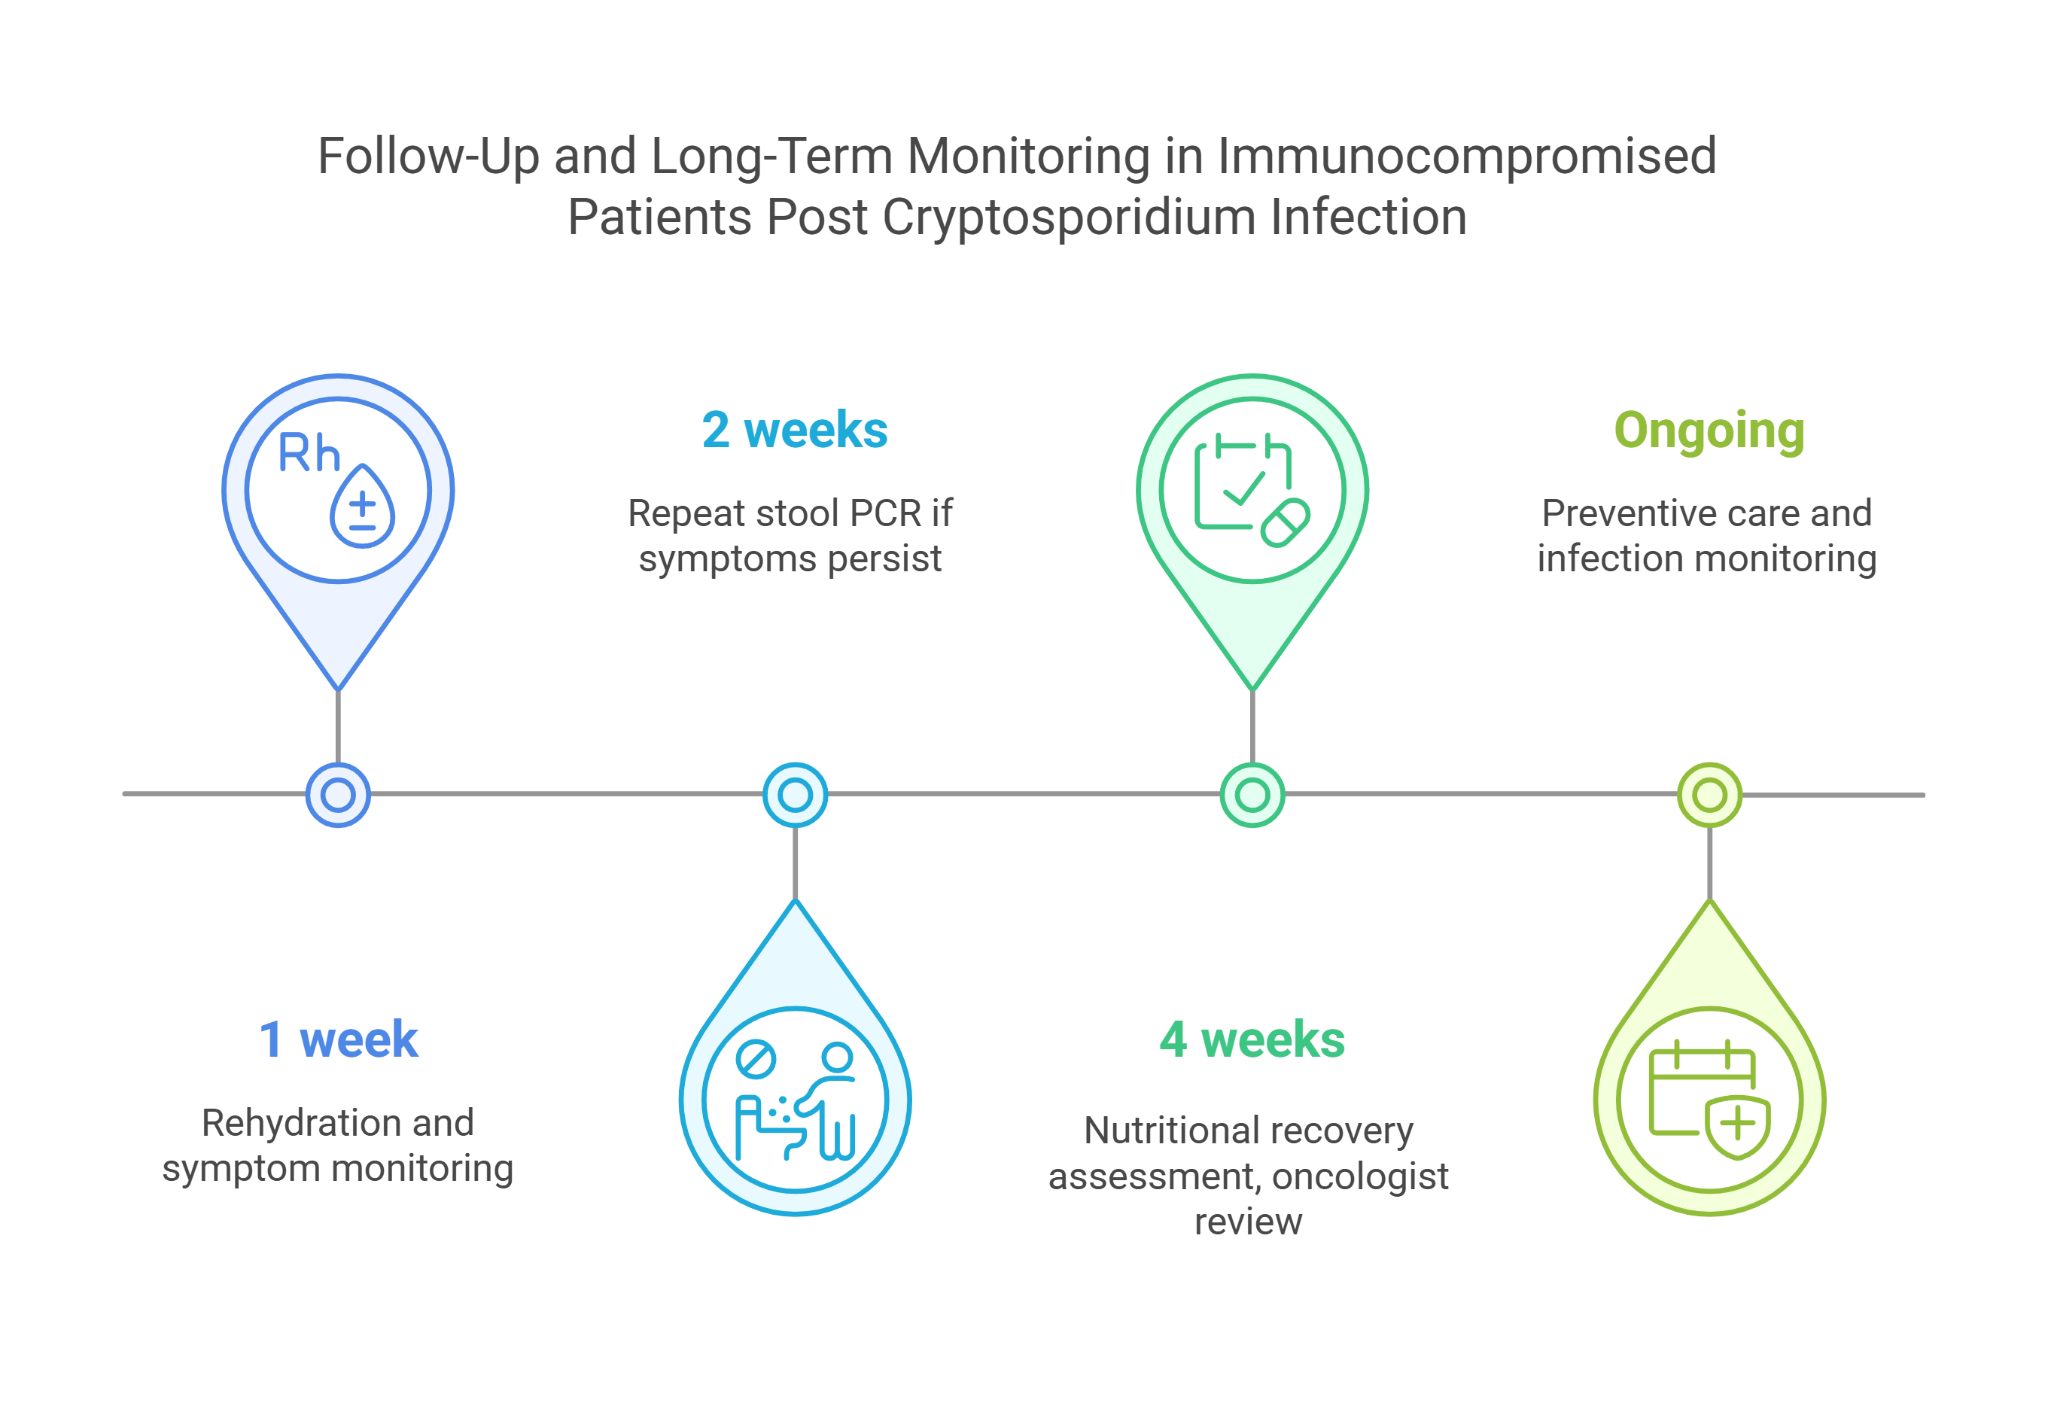 Follow-Up and Long-Term Monitoring in Immunocompromised
Patients Post Cryptosporidium Infection
Rh
1 week
Rehydration and
symptom monitoring
2 weeks
Repeat stool PCR if
symptoms persist
4 weeks
Nutritional recovery
assessment, oncologist
review
Ongoing
Preventive care and
infection monitoring